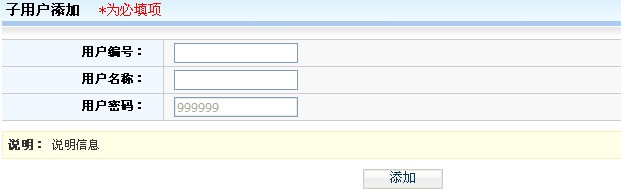 子用户添加 *为必填项
用户编号：
用户名称：
用户密码： 999999
说明： 说明信息
添加